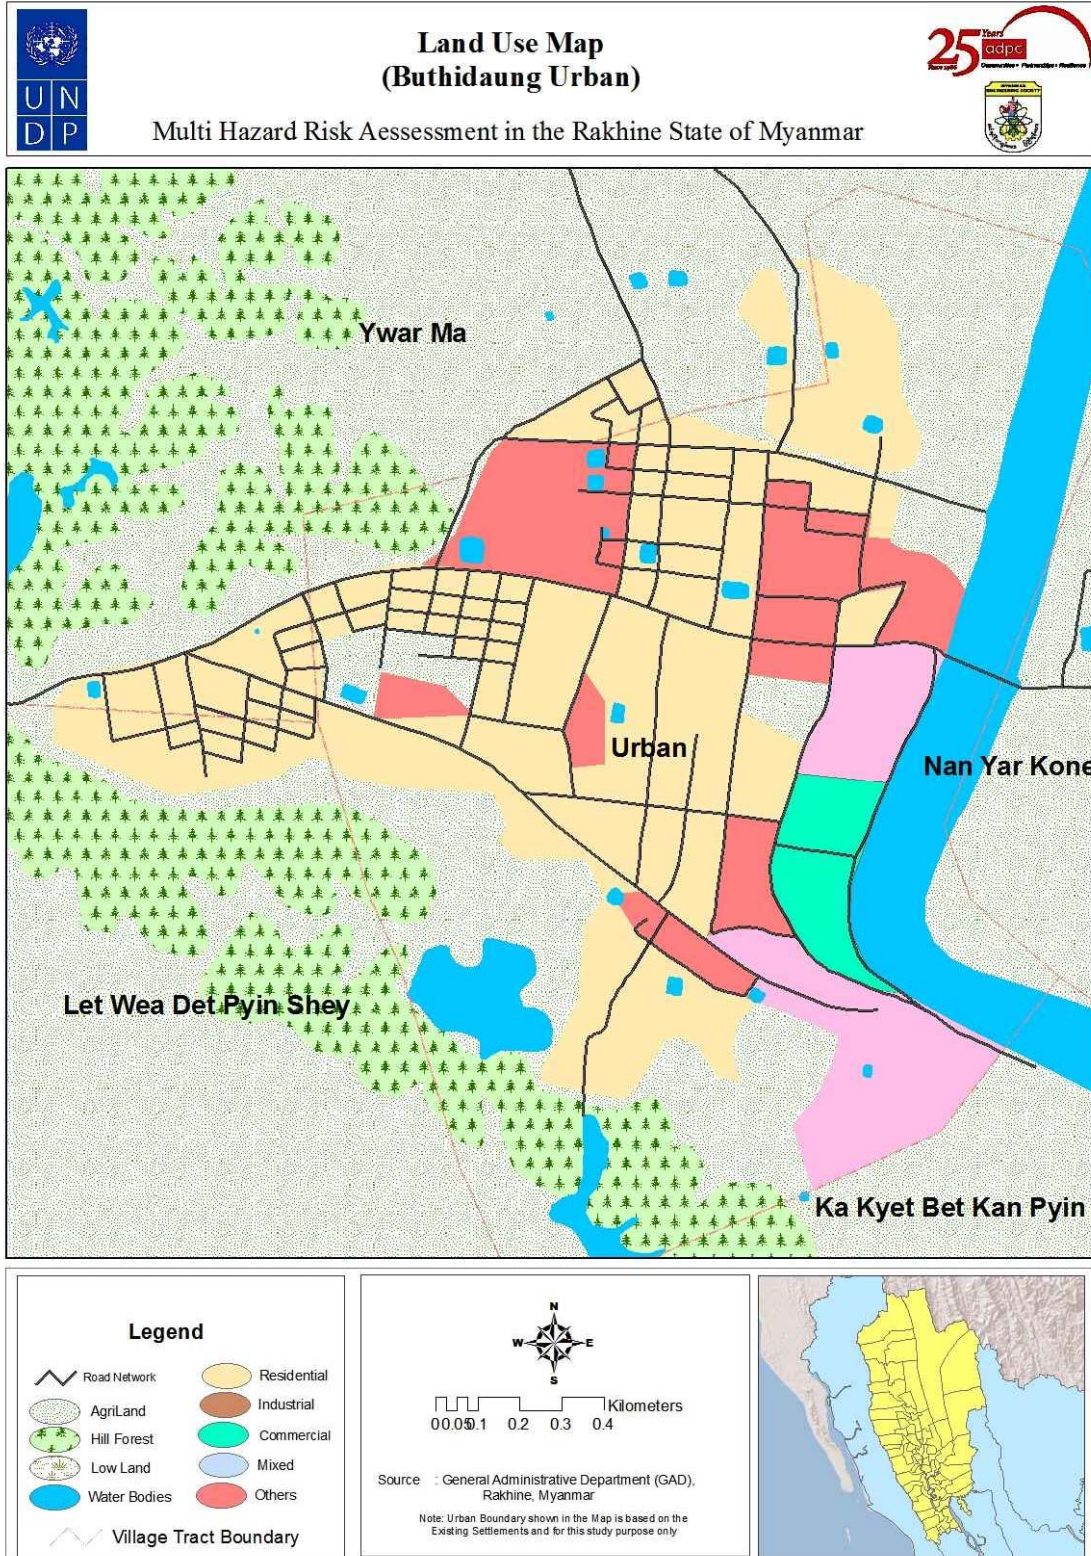 UN
DP
Land Use Map
(Buthidaung Urban)
Multi Hazard Risk Aessessment in the Rakhine State of Myanmar
25 Years
adpc
Ywar Ma
Urban
Nan Yar Kone
Let Wea Det Pyin Shey
Ka Kyet Bet Kan Pyin
Legend
Road Network
AgriLand
Hill Forest
Low Land
Water Bodies
Village Tract Boundary
Residential
Industrial
Commercial
Mixed
Others
N
W E
S
Kilometers
0 0.05 0.1 0.2 0.3 0.4
Source : General Administrative Department (GAD),
Rakhine, Myanmar
Note: Urban Boundary shown in the Map is based on the
Existing Settlements and for this study purpose only